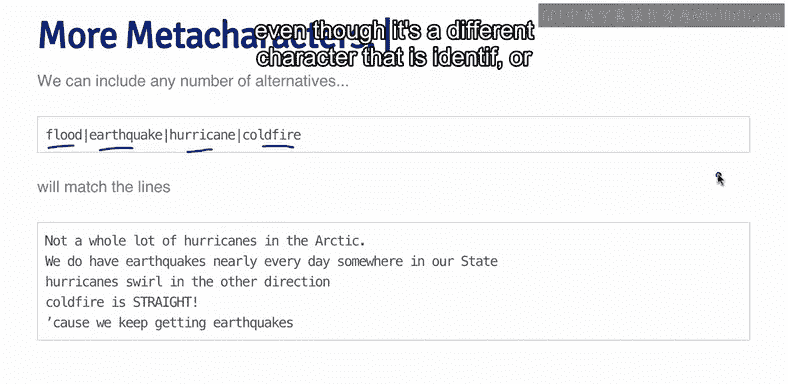 More Metacharacters: |
even though it's a different
character that is identif, or
We can include any number of alternatives...
flood|earthquake|hurricane|coldfire
will match the lines
Not a whole lot of hurricanes in the Arctic.
We do have earthquakes nearly every day somewhere in our State
hurricanes swirl in the other direction
coldfire is STRAIGHT!
’cause we keep getting earthquakes